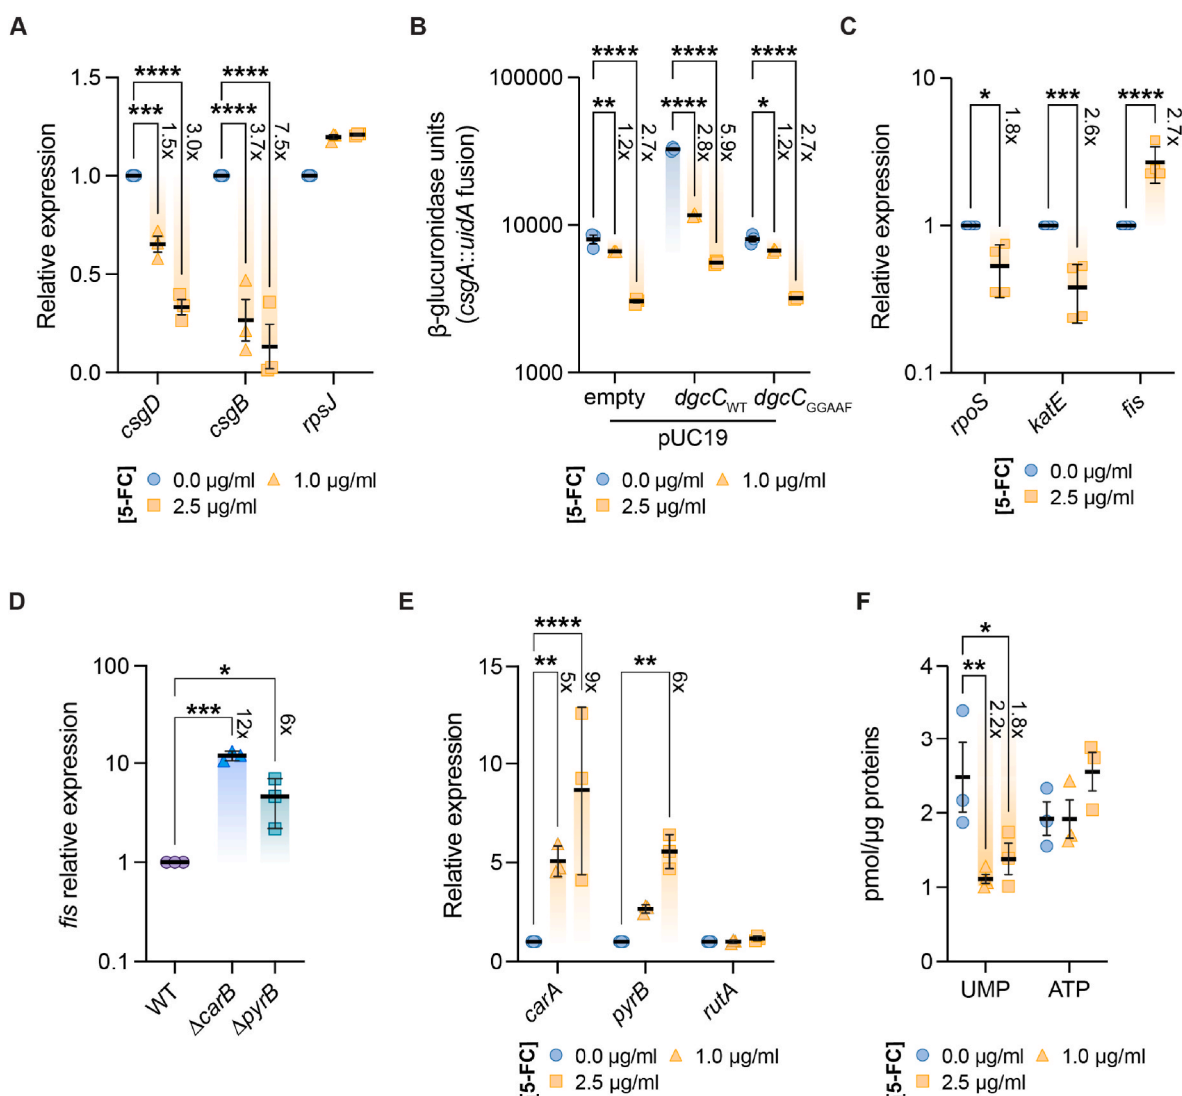 A
Relative expression
1.5
1.0
0.5
0.0
****
***
1.5x
3.0x
****
****
3.7x
7.5x
csgD
csgB
rpsJ
[5-FC]
0.0 µg/ml
1.0 µg/ml
2.5 µg/ml
B
β-glucuronidase units
(csgA::uidA fusion)
100000
10000
1000
****
**
1.2x
2.7x
****
****
2.8x
5.9x
****
*
1.2x
2.7x
empty
dgcCWT
dgcCGGAAF
pUC19
[5-FC]
0.0 µg/ml
1.0 µg/ml
2.5 µg/ml
C
Relative expression
10
1
0.1
*
1.8x
***
2.6x
****
2.7x
rpoS
katE
fis
[5-FC]
0.0 µg/ml
2.5 µg/ml
D
fis relative expression
100
10
1
0.1
*
***
12x
6x
WT
ΔcarB
ΔpyrB
E
Relative expression
15
10
5
0
****
**
5x
9x
**
6x
carA
pyrB
rutA
[5-FC]
0.0 µg/ml
1.0 µg/ml
2.5 µg/ml
F
pmol/µg proteins
4
3
2
1
0
*
**
2.2x
1.8x
UMP
ATP
[5-FC]
0.0 µg/ml
1.0 µg/ml
2.5 µg/ml